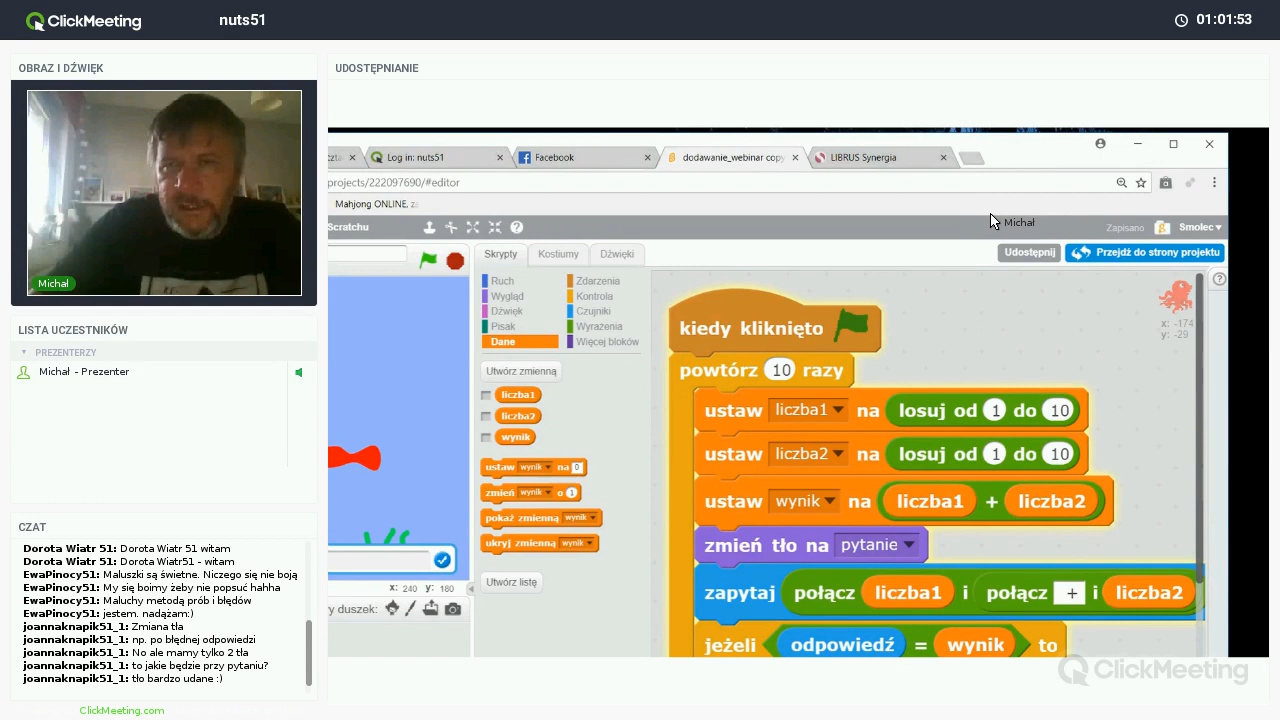 ClickMeeting
nuts51
01:01:53
OBRAZ I DŹWIĘK
Michał
LISTA UCZESTNIKÓW
PREZENTERZY
Michał - Prezenter
CZAT
Dorota Wiatr 51: Dorota Wiatr 51 witam
Dorota Wiatr 51: Dorota Wiatr51 - witam
EwaPinocy51: Maluszki są świetne. Niczego się nie boją
EwaPinocy51: My się boimy żeby nie popsuć hahha
EwaPinocy51: Maluchy metodą prób i błędów
EwaPinocy51: jestem. nadążam:)
joannaknapik51_1: Zmiana tła
joannaknapik51_1: np. po błędnej odpowiedzi
joannaknapik51_1: No ale mamy tylko 2 tła
joannaknapik51_1: to jakie będzie przy pytaniu?
joannaknapik51_1: tło bardzo udane :)
ClickMeeting.com
UDOSTĘPNIANIE
Log in: nuts51
Facebook
dodawanie_webinar copy
LIBRUS Synergia
projects/222097690/#editor
Mahjong ONLINE, z
Michał
Scratchu
Zapisano
Smolec
Udostępnij
Przejdź do strony projektu
Skrypty
Kostiumy
Dźwięki
Ruch
Zdarzenia
Wygląd
Kontrola
Dźwięk
Czujniki
Pisak
Wyrażenia
Dane
Więcej bloków
Utwórz zmienną
liczba1
liczba2
wynik
ustaw wynik na 0
zmień wynik o 1
pokaż zmienną wynik
ukryj zmienną wynik
Utwórz listę
x: 240 y: 180
y duszek:
x: -174
y: -29
kiedy kliknięto
powtórz 10 razy
ustaw liczba1 na losuj od 1 do 10
ustaw liczba2 na losuj od 1 do 10
ustaw wynik na liczba1 + liczba2
zmień tło na pytanie
zapytaj połącz liczba1 i połącz + i liczba2
jeżeli odpowiedź = wynik to
ClickMeeting